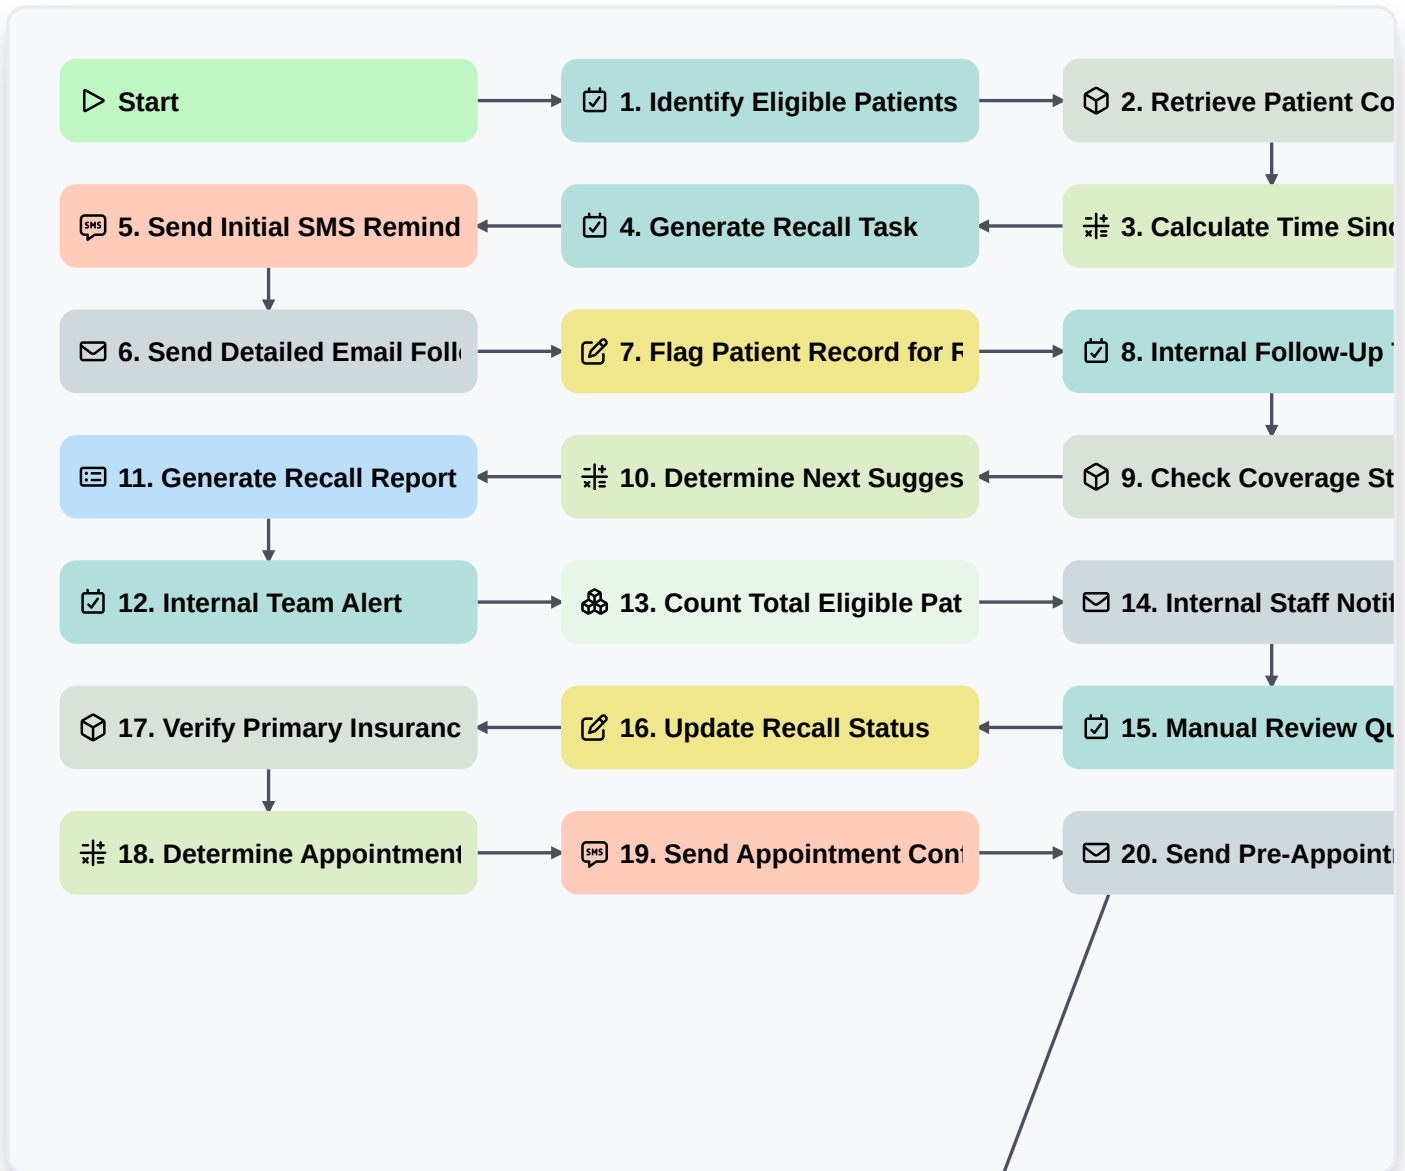 Start
1. Identify Eligible Patients
2. Retrieve Patient Co
5. Send Initial SMS Remind
4. Generate Recall Task
3. Calculate Time Sinc
6. Send Detailed Email Foll
7. Flag Patient Record for R
8. Internal Follow-Up
11. Generate Recall Report
10. Determine Next Sugges
9. Check Coverage St
12. Internal Team Alert
13. Count Total Eligible Pat
14. Internal Staff Notif
17. Verify Primary Insuranc
16. Update Recall Status
15. Manual Review Qu
18. Determine Appointment
19. Send Appointment Conf
20. Send Pre-Appoint